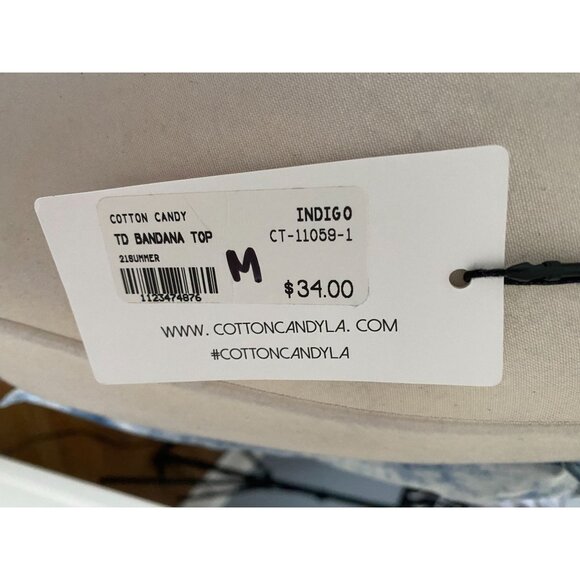 COTTON CANDY INDIGO
TD BANDANA TOP CT-11059-1
21SUMMER
M
1123474876 $34.00
WWW. COTTONCANDYLA. COM
#COTTONCANDYLA